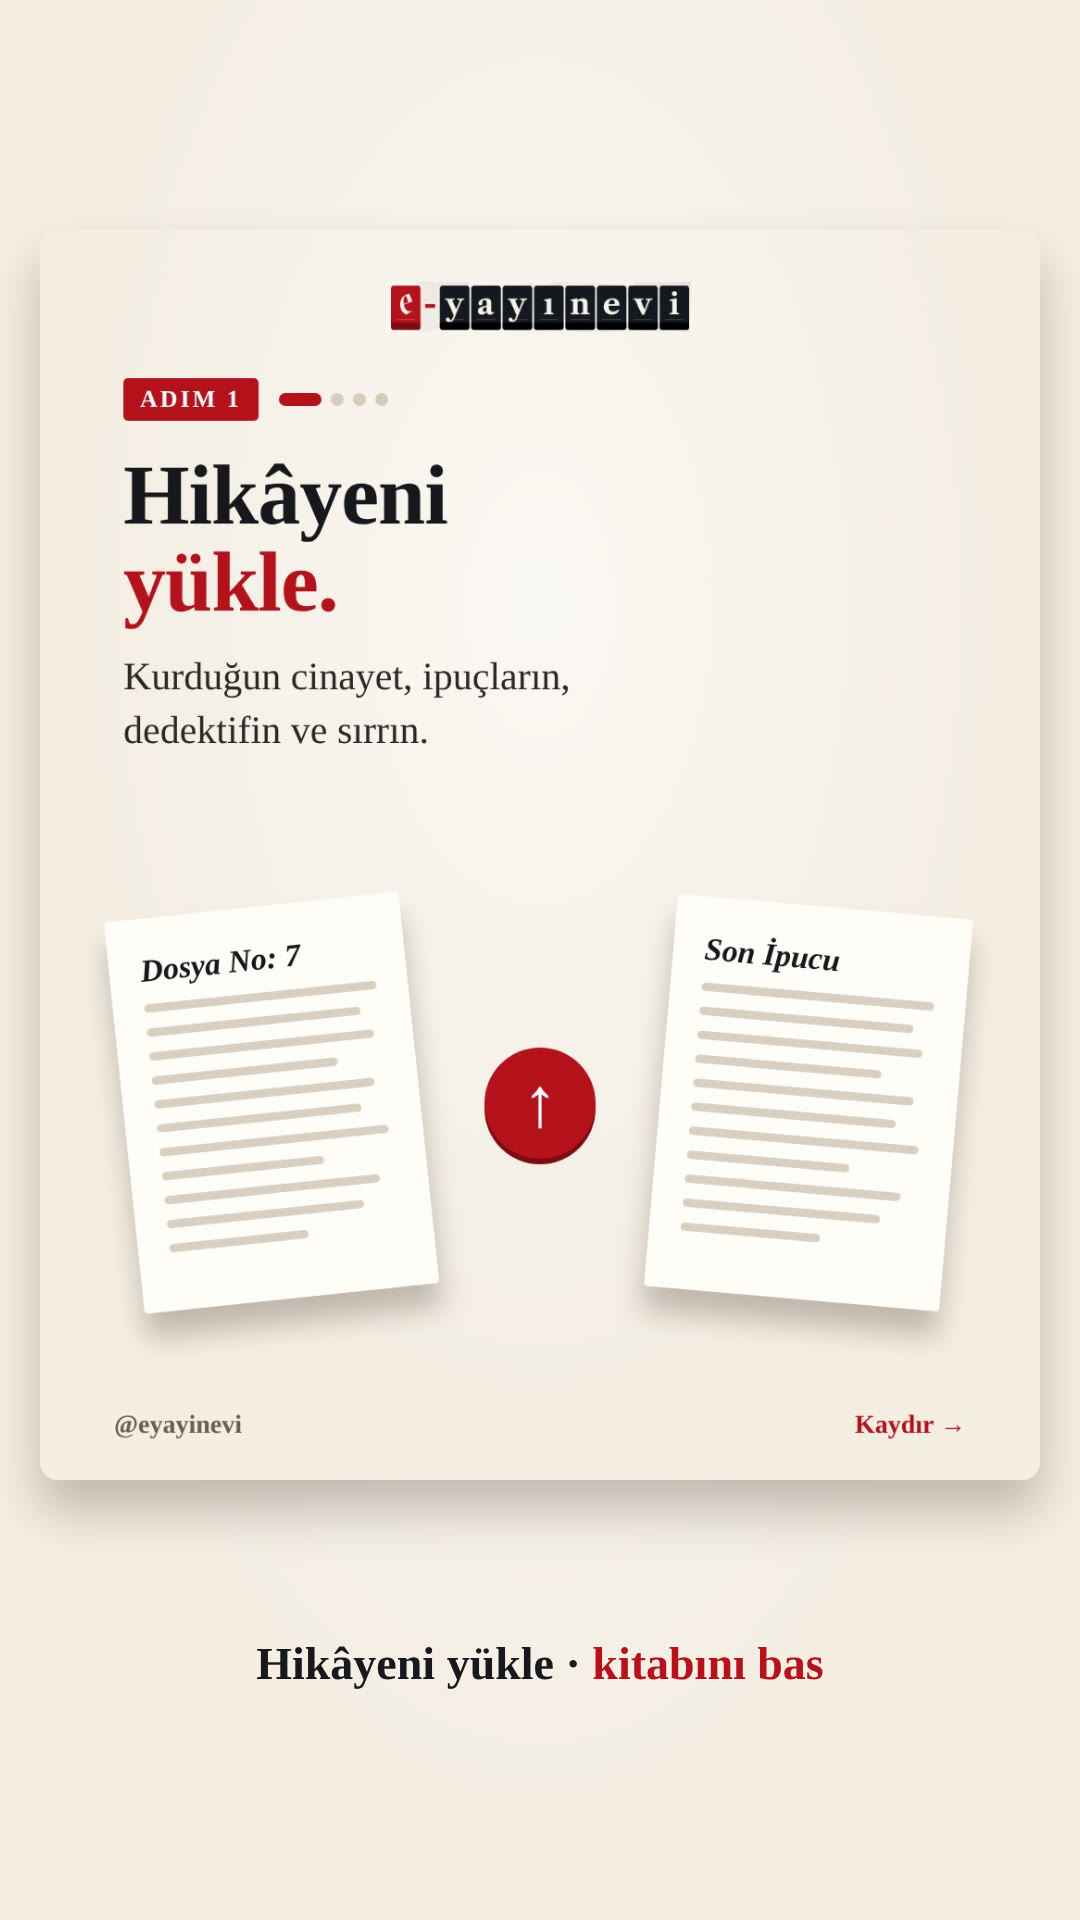 e-yayınevi
ADIM 1
Hikâyeni
yükle.
Kurduğun cinayet, ipuçların,
dedektifin ve sırrın.
Dosya No: 7
Son İpucu
↑
@eyayinevi
Kaydır →
Hikâyeni yükle · kitabını bas